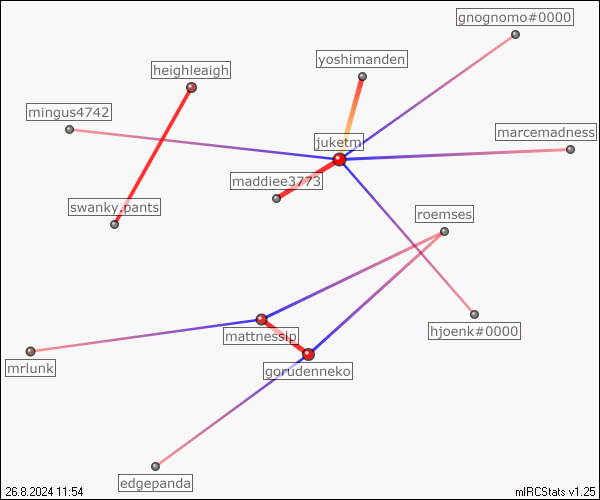 gnognomo#0000
yoshimanden
heighleaigh
mingus4742
marcemadness
juketm
maddiee3773
swanky.pants
roemses
hjoenk#0000
mattnesslp
mrlunk
gorudenneko
edgepanda
26.8.2024 11:54
mIRCStats v1.25